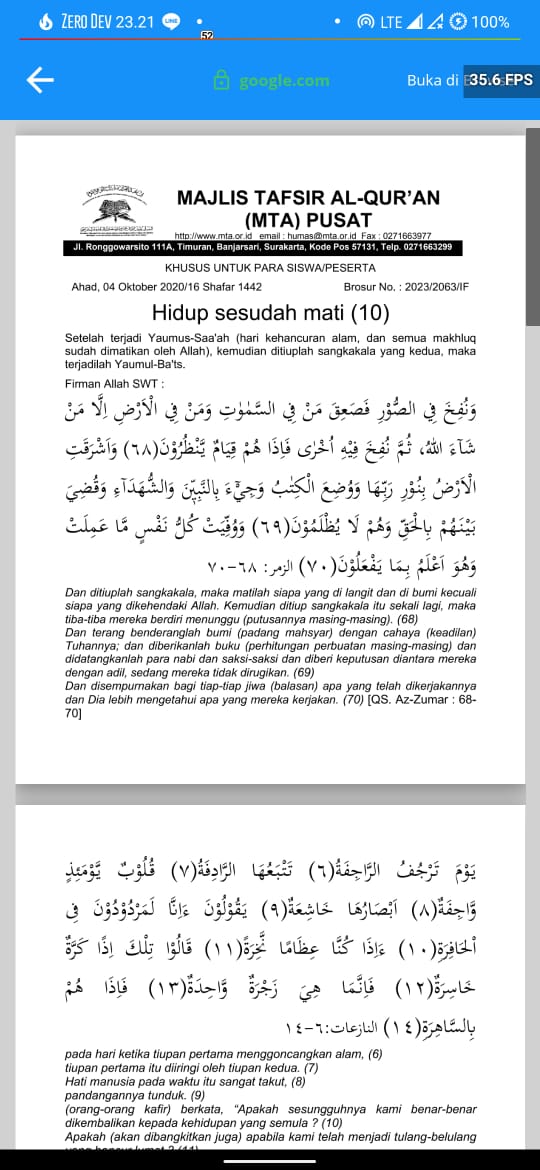 ZERO DEV 23.21 LINE
LTE 100%
52
google.com
Buka di
35.6 FPS
MAJLIS TAFSIR AL-QUR'AN
(MTA) PUSAT
http://www.mta.or.id email : humas@mta.or.id Fax : 0271663977
Jl. Ronggowarsito 111A, Timuran, Banjarsari, Surakarta, Kode Pos 57131, Telp. 0271663299
KHUSUS UNTUK PARA SISWA/PESERTA
Ahad, 04 Oktober 2020/16 Shafar 1442 Brosur No. : 2023/2063/IF
Hidup sesudah mati (10)
Setelah terjadi Yaumus-Saa'ah (hari kehancuran alam, dan semua makhluq
sudah dimatikan oleh Allah), kemudian ditiuplah sangkakala yang kedua, maka
terjadilah Yaumul-Ba'ts.
Firman Allah SWT :
وَنُفِخَ فِي الصُّوْرِ فَصَعِقَ مَنْ فِي السَّمٰوٰتِ وَمَنْ فِي الْاَرْضِ اِلَّا مَنْ
شَآءَ اللهُ، ثُمَّ نُفِخَ فِيْهِ اُخْرٰى فَاِذَا هُمْ قِيَامٌ يَّنْظُرُوْنَ(٦٨) وَاَشْرَقَتِ
الْاَرْضُ بِنُوْرِ رَبِّهَا وَوُضِعَ الْكِتٰبُ وَجِيْٓءَ بِالنَّبِيّٖنَ وَالشُّهَدَآءِ وَقُضِيَ
بَيْنَهُمْ بِالْحَقِّ وَهُمْ لَا يُظْلَمُوْنَ(٦٩) وَوُفِّيَتْ كُلُّ نَفْسٍ مَّا عَمِلَتْ
وَهُوَ اَعْلَمُ بِمَا يَفْعَلُوْنَ(٧٠) الزمر: ٦٨-٧٠
Dan ditiuplah sangkakala, maka matilah siapa yang di langit dan di bumi kecuali
siapa yang dikehendaki Allah. Kemudian ditiup sangkakala itu sekali lagi, maka
tiba-tiba mereka berdiri menunggu (putusannya masing-masing). (68)
Dan terang benderanglah bumi (padang mahsyar) dengan cahaya (keadilan)
Tuhannya; dan diberikanlah buku (perhitungan perbuatan masing-masing) dan
didatangkanlah para nabi dan saksi-saksi dan diberi keputusan diantara mereka
dengan adil, sedang mereka tidak dirugikan. (69)
Dan disempurnakan bagi tiap-tiap jiwa (balasan) apa yang telah dikerjakannya
dan Dia lebih mengetahui apa yang mereka kerjakan. (70) [QS. Az-Zumar : 68-
70]
يَوْمَ تَرْجُفُ الرَّاجِفَةُ(٦) تَتْبَعُهَا الرَّادِفَةُ(٧) قُلُوْبٌ يَّوْمَئِذٍ
وَّاجِفَةٌ(٨) اَبْصَارُهَا خَاشِعَةٌ(٩) يَقُوْلُوْنَ ءَاِنَّا لَمَرْدُوْدُوْنَ فِى
الْحَافِرَةِ(١٠) ءَاِذَا كُنَّا عِظَامًا نَّخِرَةً(١١) قَالُوْا تِلْكَ اِذًا كَرَّةٌ
خَاسِرَةٌ(١٢) فَاِنَّمَا هِيَ زَجْرَةٌ وَّاحِدَةٌ(١٣) فَاِذَا هُمْ
بِالسَّاهِرَةِ(١٤) النازعات:٦-١٤
pada hari ketika tiupan pertama menggoncangkan alam, (6)
tiupan pertama itu diiringi oleh tiupan kedua. (7)
Hati manusia pada waktu itu sangat takut, (8)
pandangannya tunduk. (9)
(orang-orang kafir) berkata, "Apakah sesungguhnya kami benar-benar
dikembalikan kepada kehidupan yang semula ? (10)
Apakah (akan dibangkitkan juga) apabila kami telah menjadi tulang-belulang